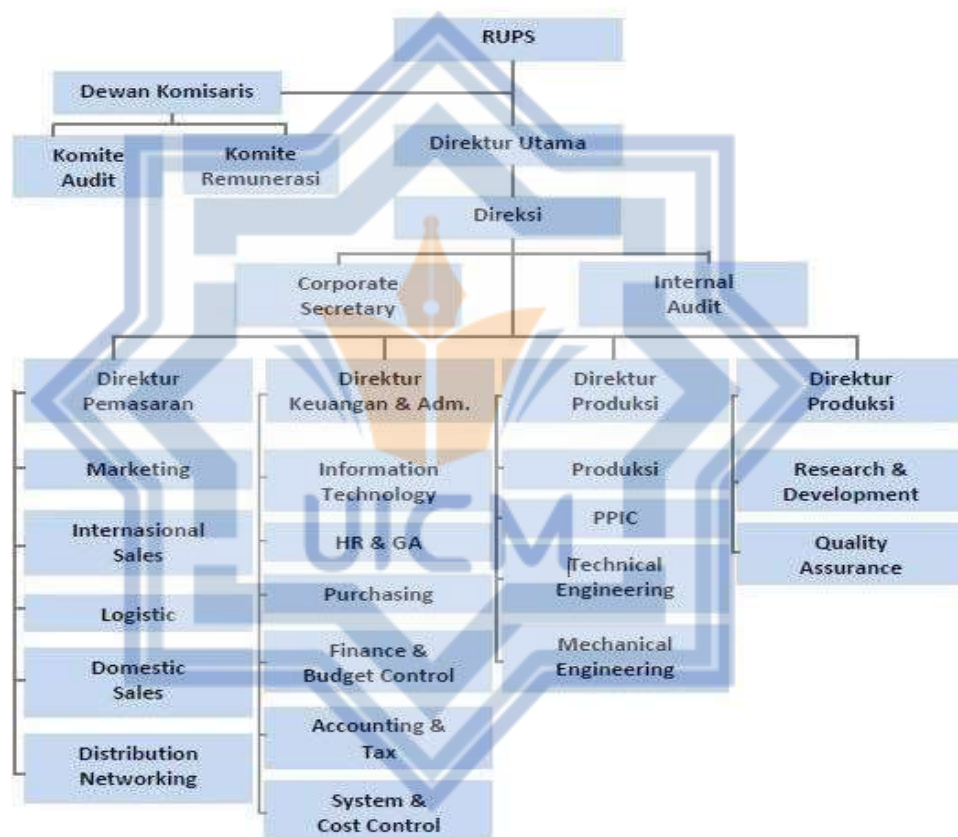 RUPS
Dewan Komisaris
Komite
Audit
Komite
Remunerasi
Direktur Utama
Direksi
Corporate
Secretary
Internal
Audit
Direktur
Pemasaran
Direktur
Keuangan & Adm.
Direktur
Produksi
Direktur
Produksi
Marketing
Internasional
Sales
Logistic
Domestic
Sales
Distribution
Networking
Information
Technology
HR & GA
Purchasing
Finance &
Budget Control
Accounting &
Tax
System &
Cost Control
Produksi
PPIC
Technical
Engineering
Mechanical
Engineering
Research &
Development
Quality
Assurance
UICM